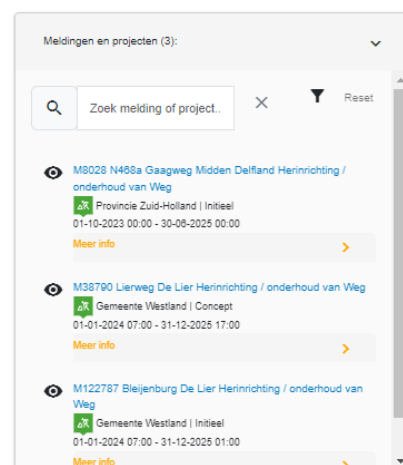 Meldingen en projecten (3):
Zoek melding of project..
Reset
M8028 N468a Gaagweg Midden Delfland Herinrichting /
onderhoud van Weg
Provincie Zuid-Holland | Initieel
01-10-2023 00:00 - 30-06-2025 00:00
Meer info
M38790 Lierweg De Lier Herinrichting / onderhoud van Weg
Gemeente Westland | Concept
01-01-2024 07:00 - 31-12-2025 17:00
Meer info
M122787 Bleijenburg De Lier Herinrichting / onderhoud van
Weg
Gemeente Westland | Initieel
01-01-2024 07:00 - 31-12-2025 01:00
Meer info